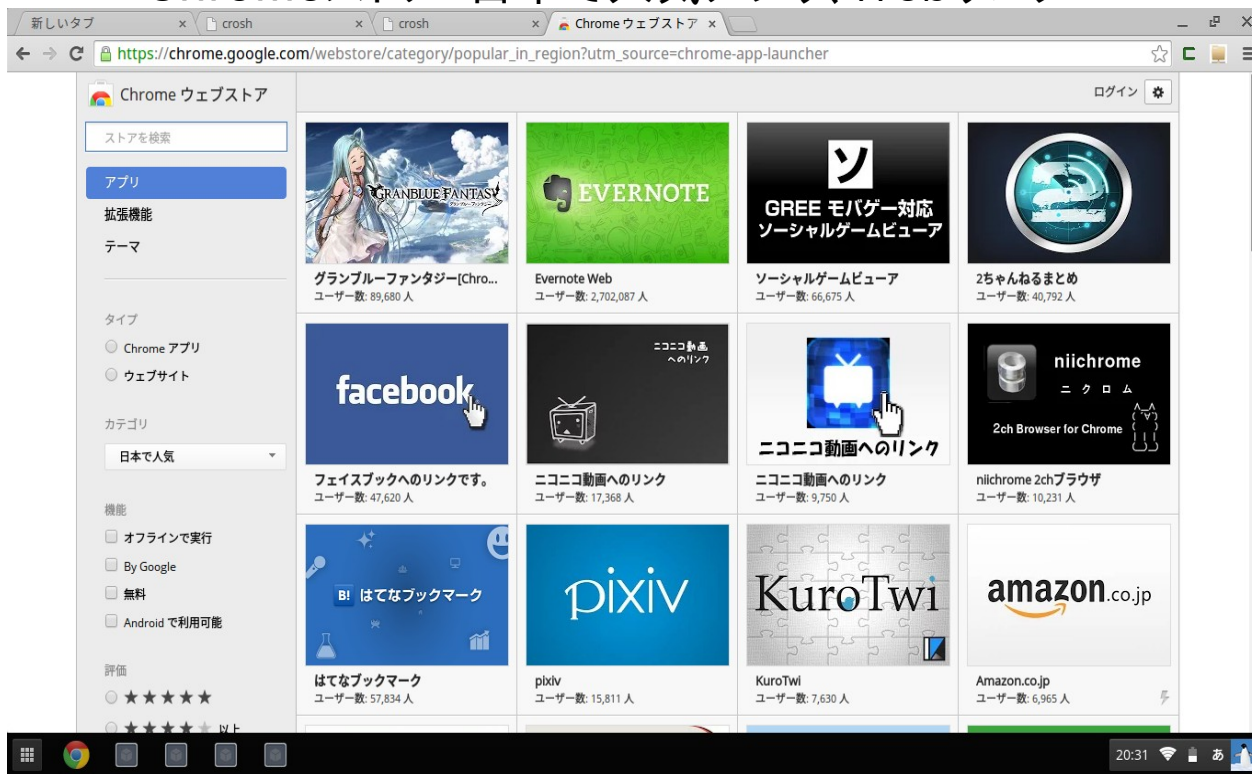 新しいタブ
crosh
crosh
Chrome ウェブストア
https://chrome.google.com/webstore/category/popular_in_region?utm_source=chrome-app-launcher
Chrome ウェブストア
ログイン
ストアを検索
アプリ
拡張機能
テーマ
タイプ
Chrome アプリ
ウェブサイト
カテゴリ
日本で人気
機能
オフラインで実行
By Google
無料
Android で利用可能
評価
以上
GRANBLUE FANTASY
グランブルーファンタジー[Chro...
ユーザー数: 89,680 人
EVERNOTE
Evernote Web
ユーザー数: 2,702,087 人
ソ
GREE モバゲー対応
ソーシャルゲームビューア
ソーシャルゲームビューア
ユーザー数: 66,675 人
2
2ちゃんねるまとめ
ユーザー数: 40,792 人
facebook
フェイスブックへのリンクです。
ユーザー数: 47,620 人
ニコニコ動画
へのリンク
ニコニコ動画へのリンク
ユーザー数: 17,368 人
ニコニコ動画へのリンク
ニコニコ動画へのリンク
ユーザー数: 9,750 人
niichrome
ニクロム
2ch Browser for Chrome
niichrome 2chブラウザ
ユーザー数: 10,231 人
B! はてなブックマーク
はてなブックマーク
ユーザー数: 57,834 人
pixiv
pixiv
ユーザー数: 15,811 人
KuroTwi
KuroTwi
ユーザー数: 7,630 人
amazon.co.jp
Amazon.co.jp
ユーザー数: 6,965 人
20:31
あ